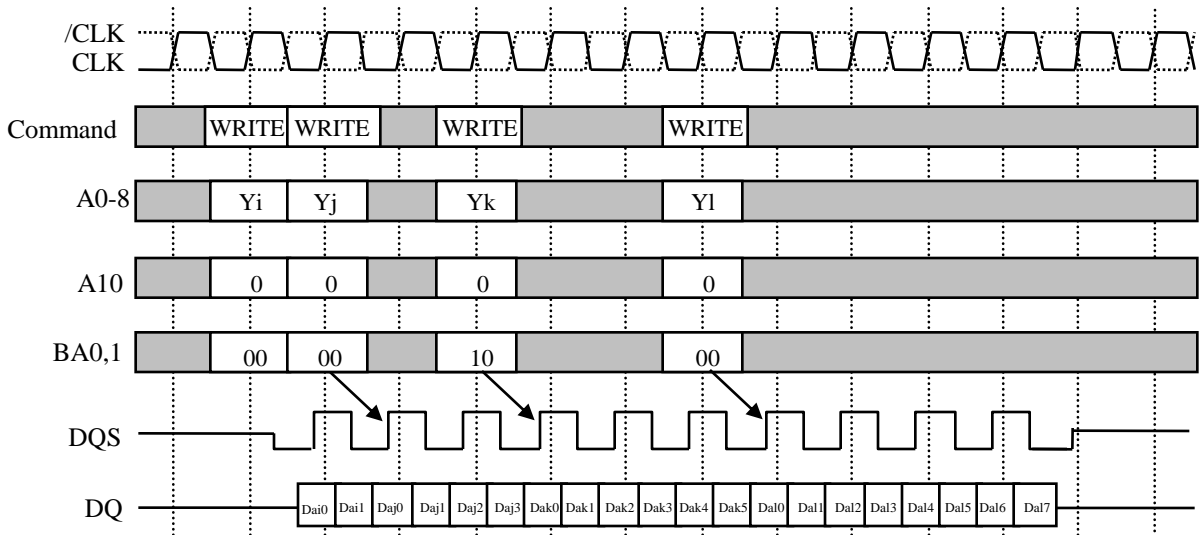 /CLK
CLK
Command WRITE WRITE WRITE WRITE
A0-8 Yi Yj Yk Yl
A10 0 0 0 0
BA0,1 00 00 10 00
DQS
DQ Dai0 Dai1 Daj0 Daj1 Daj2 Daj3 Dak0 Dak1 Dak2 Dak3 Dak4 Dak5 Dal0 Dal1 Dal2 Dal3 Dal4 Dal5 Dal6 Dal7